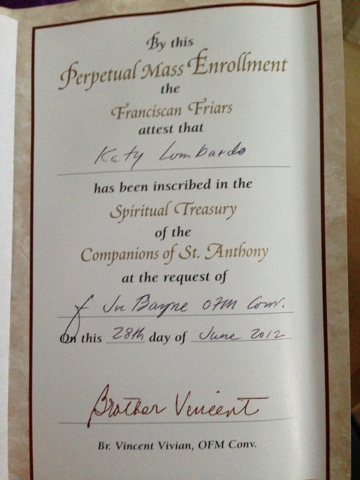 By this
Perpetual Mass Enrollment
the
Franciscan Friars
attest that
Katy Lombardo
has been inscribed in the
Spiritual Treasury
of the
Companions of St. Anthony
at the request of
Bayne OFM Conv.
On this 28th day of June 2012
Brother Vincent
Br. Vincent Vivian, OFM Conv.